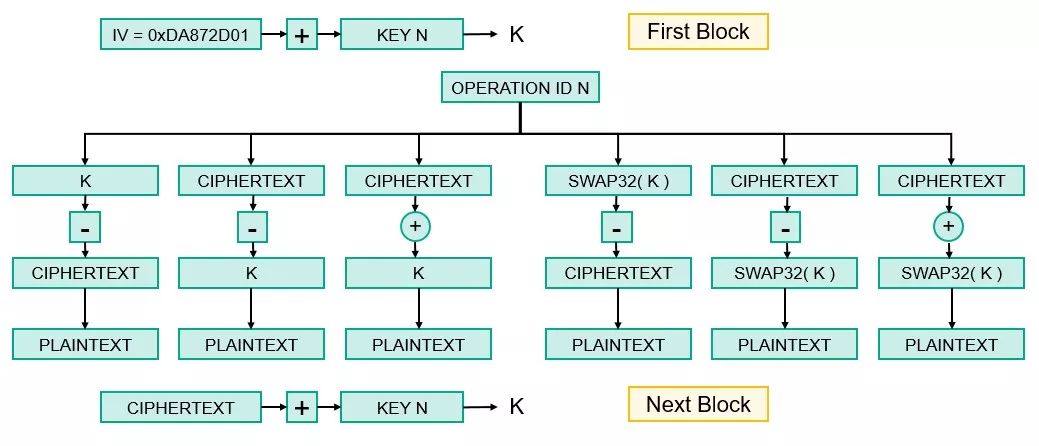 IV = 0xDA872D01 + KEY N K First Block
OPERATION ID N
K CIPHERTEXT CIPHERTEXT SWAP32( K ) CIPHERTEXT CIPHERTEXT
- - + - - +
CIPHERTEXT K K CIPHERTEXT SWAP32( K ) SWAP32( K )
PLAINTEXT PLAINTEXT PLAINTEXT PLAINTEXT PLAINTEXT PLAINTEXT
CIPHERTEXT + KEY N K Next Block